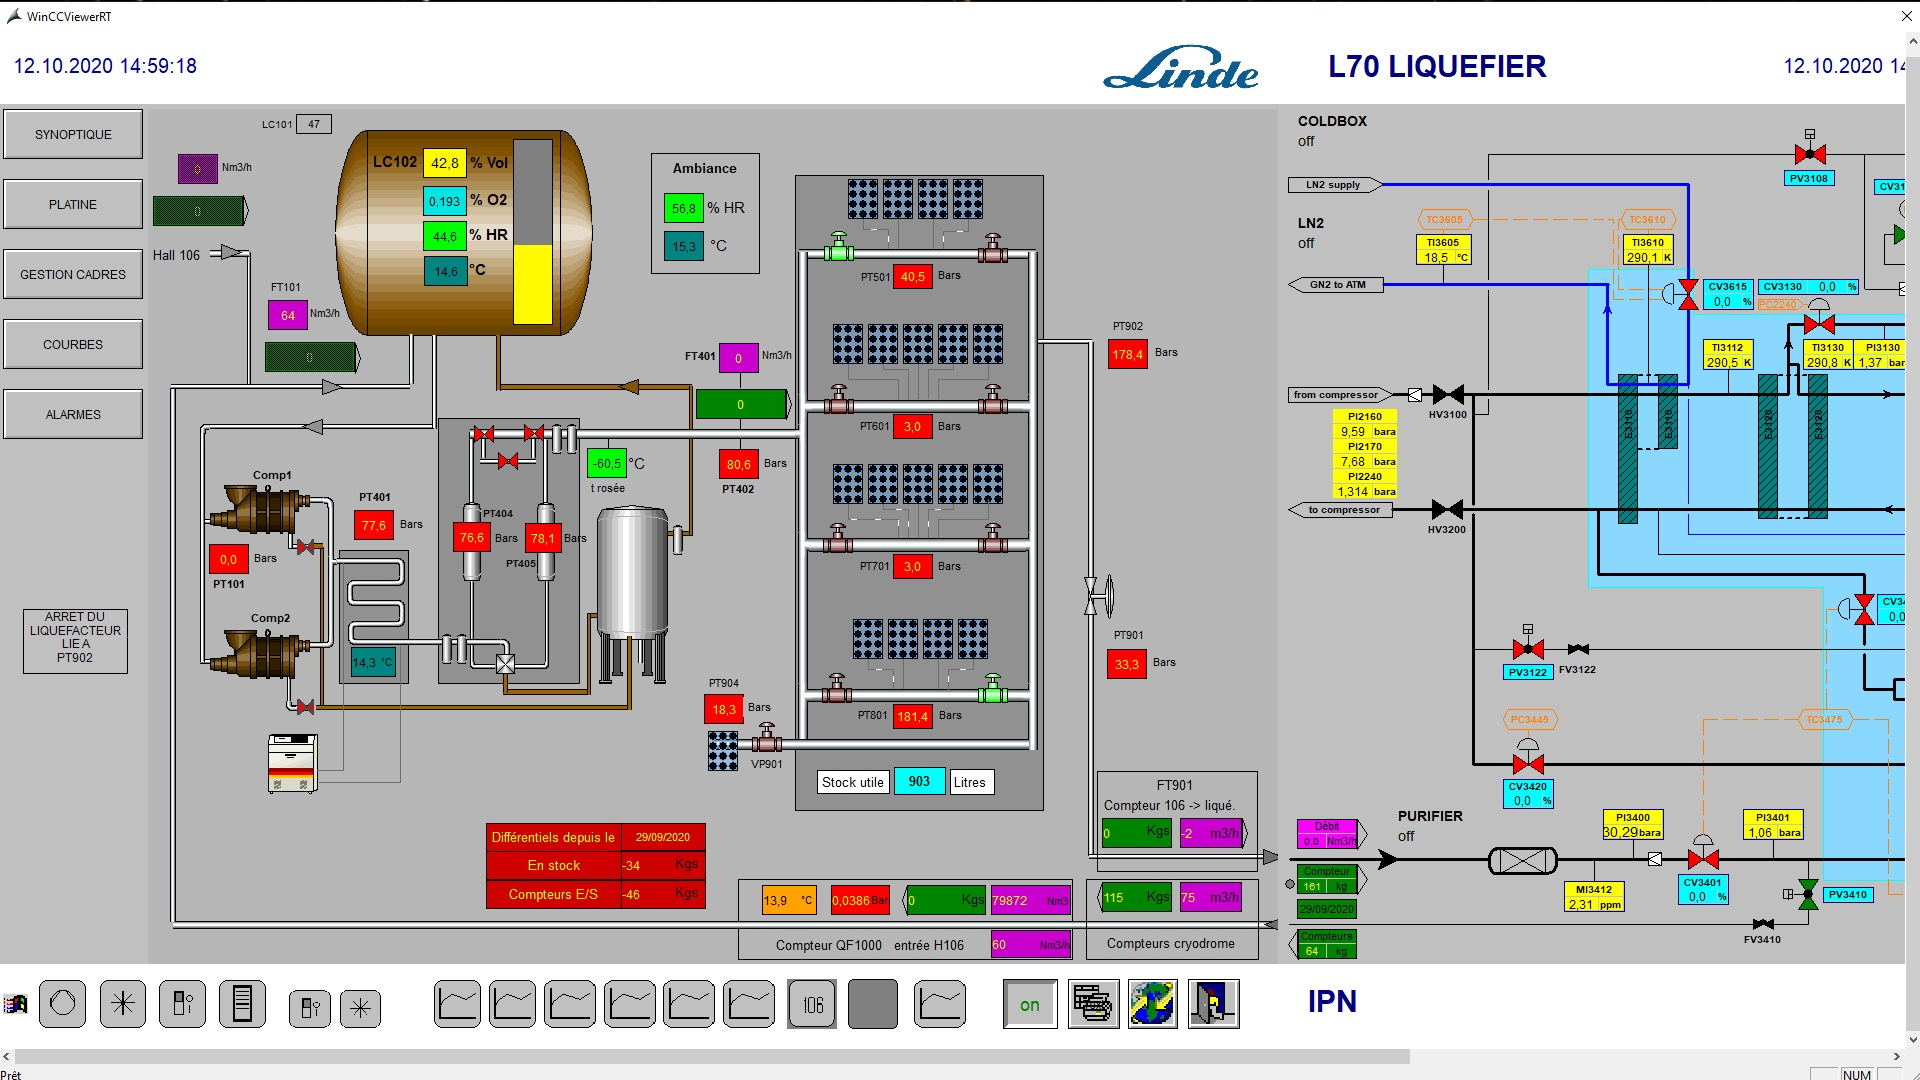 WinCCViewerRT
12.10.2020 14:59:18
Linde
L70 LIQUEFIER
12.10.2020 14
SYNOPTIQUE
PLATINE
GESTION CADRES
COURBES
ALARMES
ARRET DU
LIQUEFACTEUR
LIE A
PT902
LC101 47
0 Nm3/h
0
Hall 106
FT101
64 Nm3/h
0
LC102 42,8 % Vol
0,193 % O2
44,6 % HR
14,6 °C
Ambiance
56,8 % HR
15,3 °C
FT401 0 Nm3/h
0
80,6 Bars
PT402
-60,5 °C
t rosée
Comp1
0,0 Bars
PT101
Comp2
PT401
77,6 Bars
14,3 °C
PT404
76,6 Bars
78,1 Bars
PT405
PT501 40,5 Bars
PT601 3,0 Bars
PT701 3,0 Bars
PT801 181,4 Bars
PT904
18,3 Bars
VP901
Stock utile 903 Litres
PT902
178,4 Bars
PT901
33,3 Bars
FT901
Compteur 106 -> liqué.
0 Kgs -2 m3/h
115 Kgs 75 m3/h
Compteurs cryodrome
Différentiels depuis le 29/09/2020
En stock -34 Kgs
Compteurs E/S -46 Kgs
13,9 °C 0,0386 Bar 0 Kgs 79872 Nm3
Compteur QF1000 entrée H106 60 Nm3/h
COLDBOX
off
LN2 supply
LN2
off
GN2 to ATM
TC3605
TI3605
18,5 °C
TC3610
TI3610
290,1 K
PV3108
CV31
CV3615
0,0 %
CV3130 0,0 %
PC2240
TI3112
290,5 K
TI3130
290,8 K
PI3130
1,37 bar
from compressor
HV3100
PI2160
9,59 bara
PI2170
7,68 bara
PI2240
1,314 bara
to compressor
HV3200
E3110
E3110
E3120
E3120
CV34
0,0
PV3122
FV3122
PC3445
TC3475
CV3420
0,0 %
PURIFIER
off
Débit
0,0 Nm3/h
Compteur
161 kg
29/09/2020
Compteurs
64 kg
PI3400
30,29 bara
PI3401
1,06 bara
MI3412
2,31 ppm
CV3401
0,0 %
PV3410
FV3410
106
on
IPN
Prêt
NUM